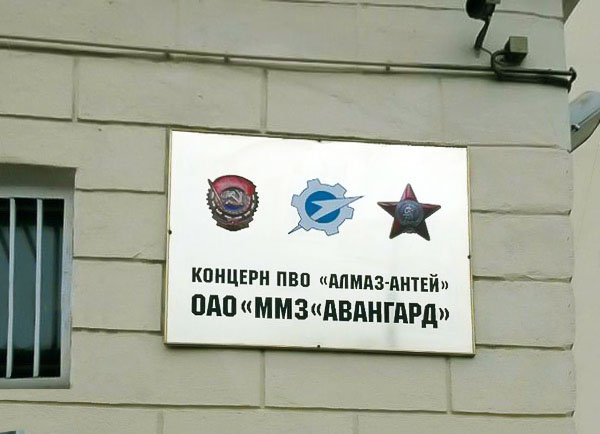 КОНЦЕРН ПВО «АЛМАЗ-АНТЕЙ»
ОАО«ММЗ«АВАНГАРД»